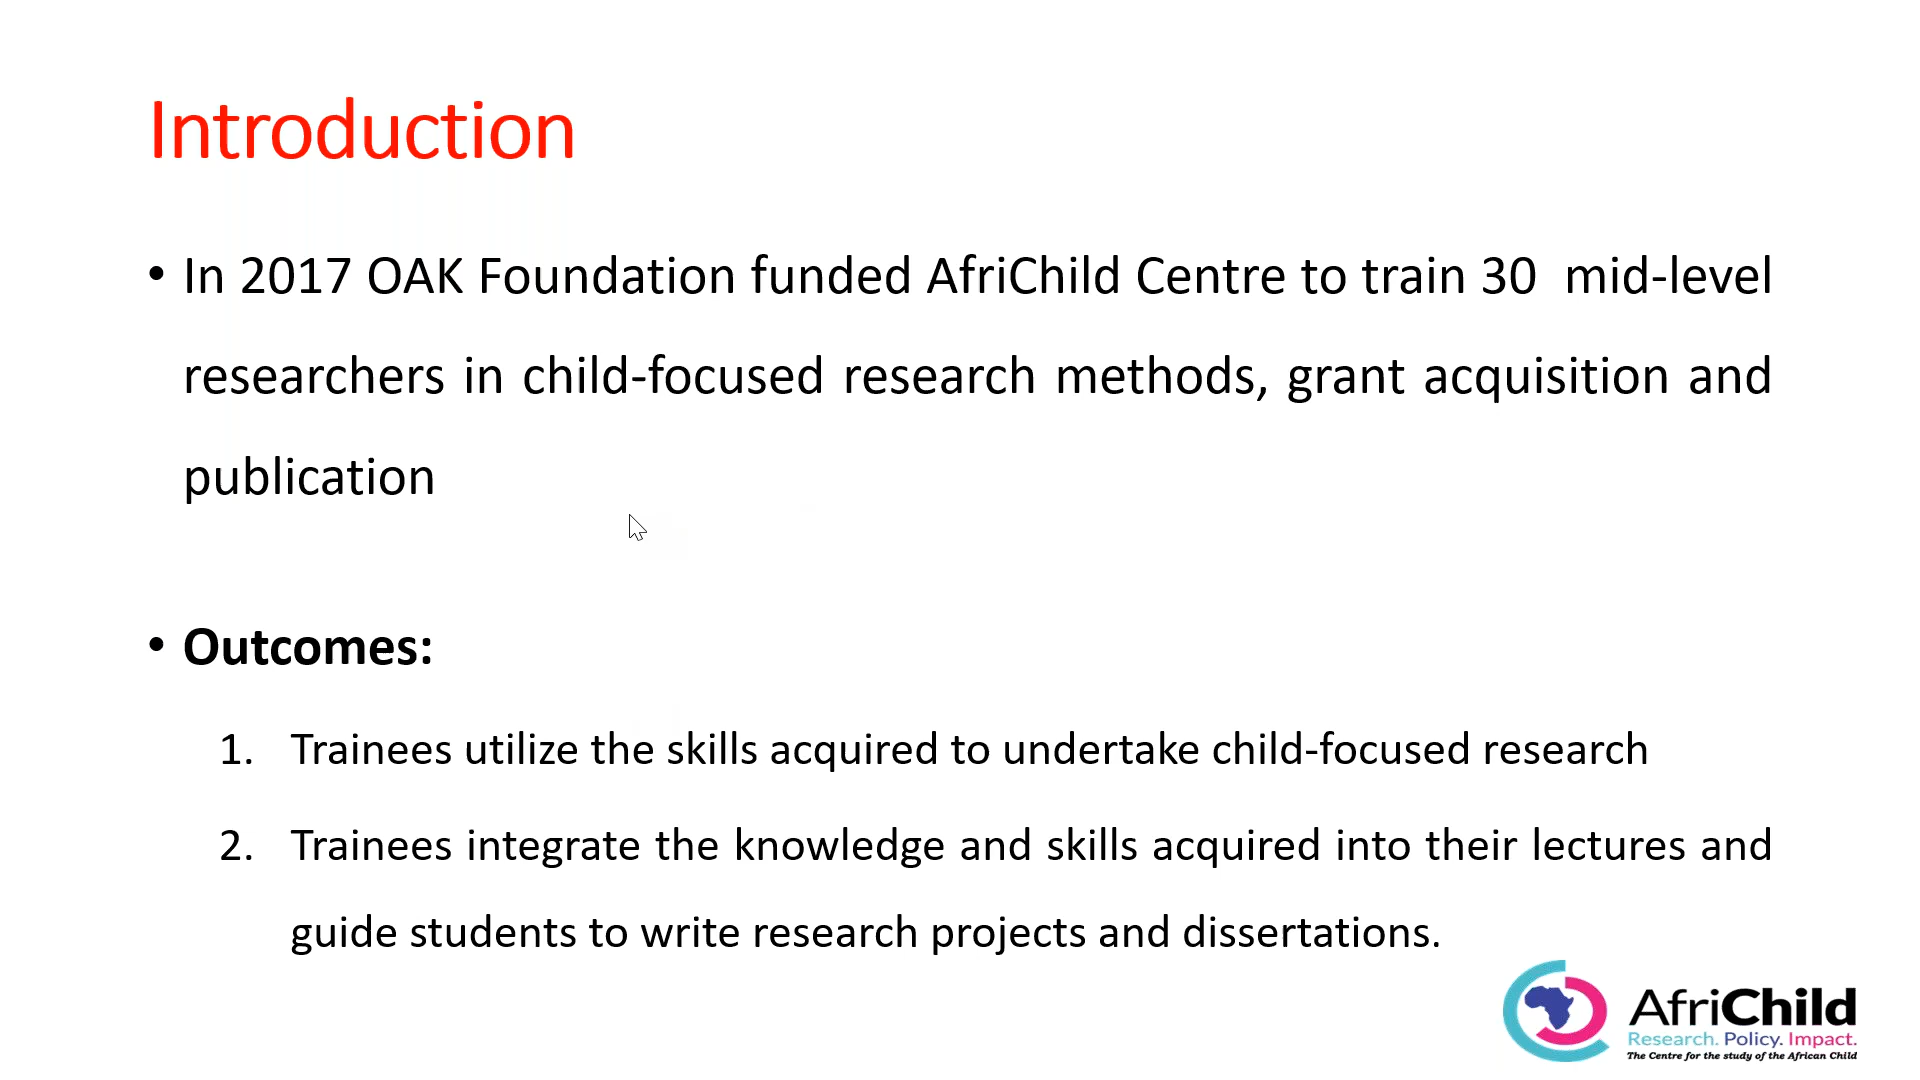 Introduction
• In 2017 OAK Foundation funded AfriChild Centre to train 30  mid-level
researchers in child-focused research methods, grant acquisition and
publication
• Outcomes:
1. Trainees utilize the skills acquired to undertake child-focused research
2. Trainees integrate the knowledge and skills acquired into their lectures and
guide students to write research projects and dissertations.
AfriChild
Research. Policy. Impact.
The Centre for the study of the African Child